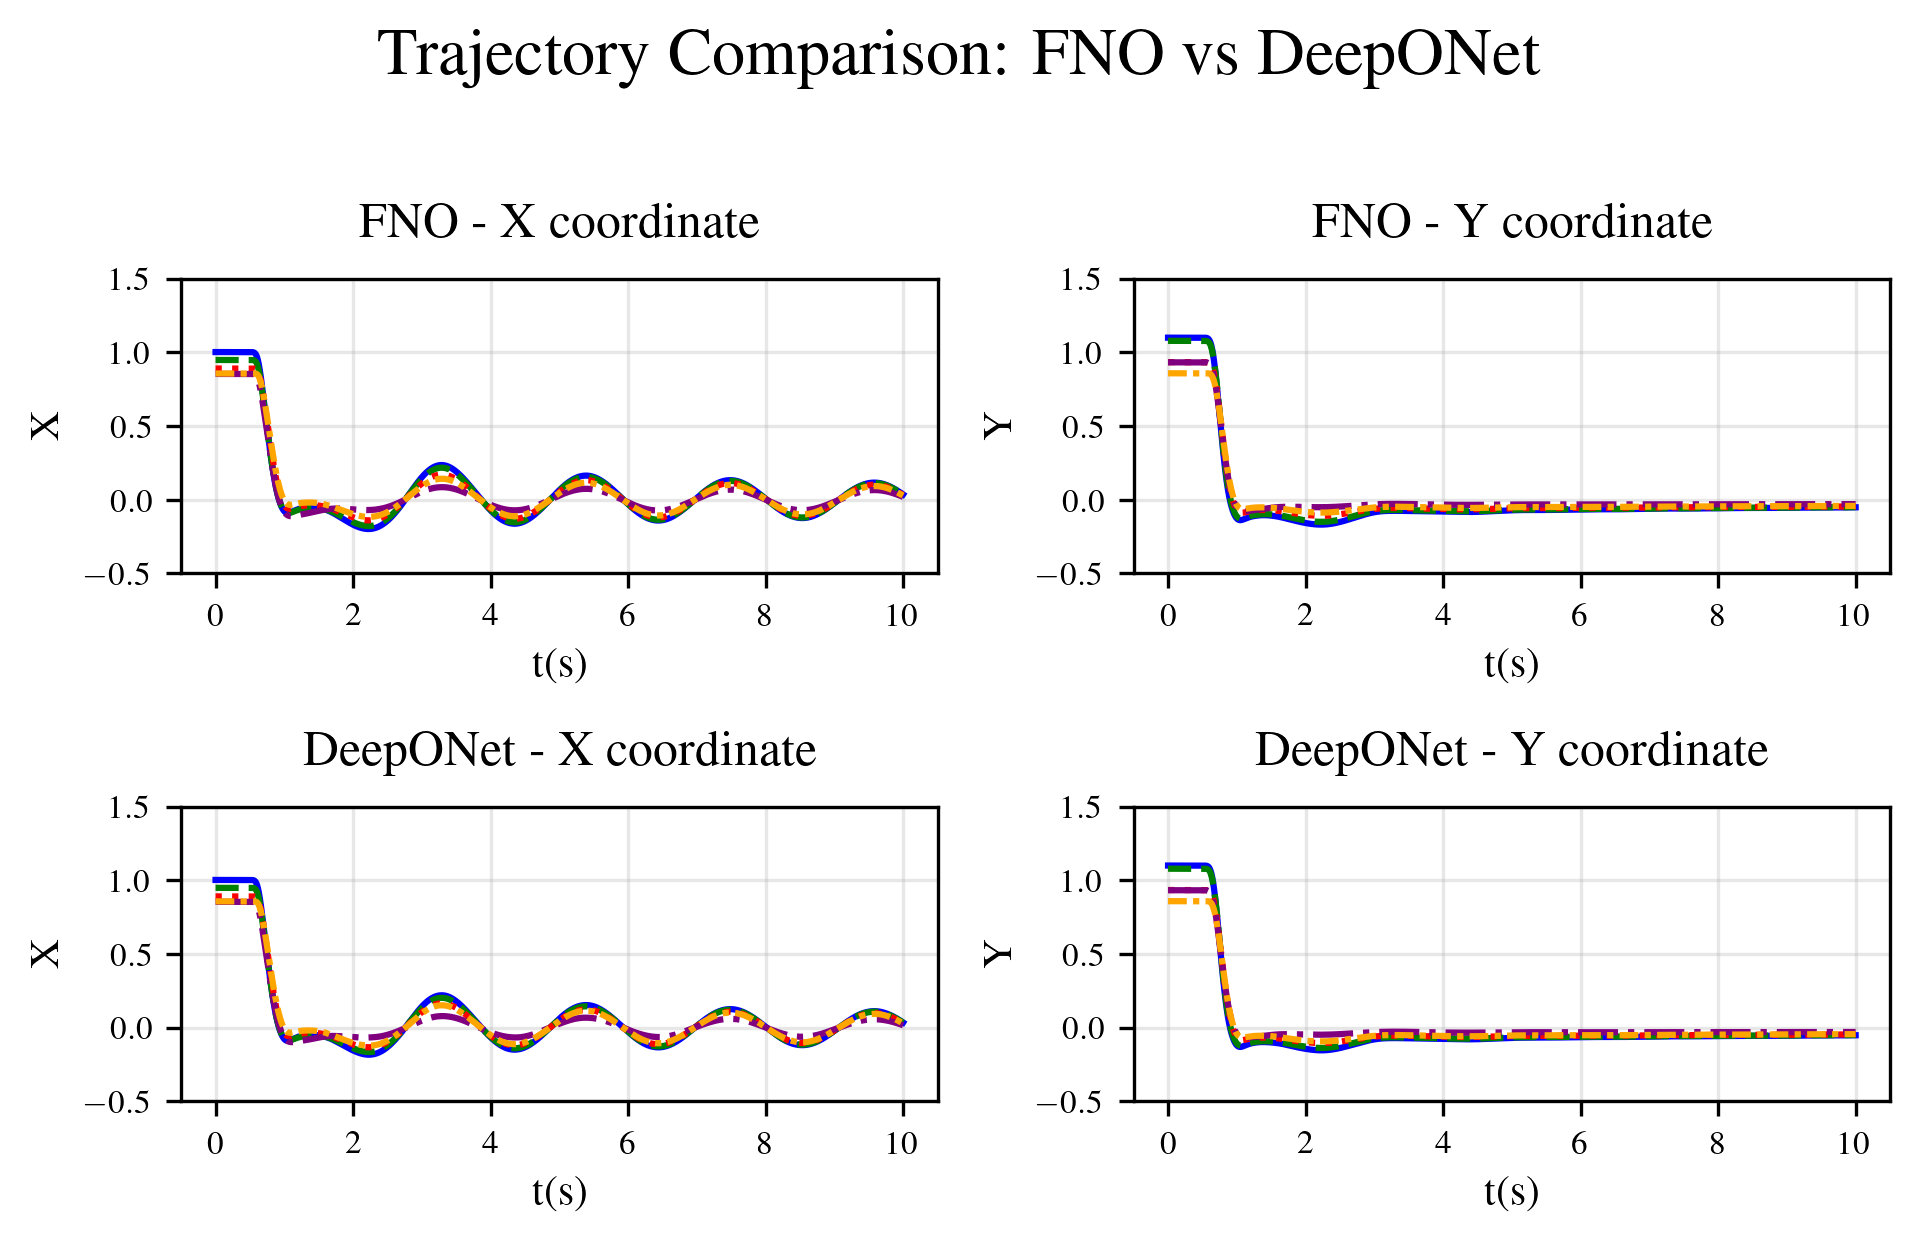 Trajectory Comparison: FNO vs DeepONet
FNO - X coordinate
1.5
1.0
0.5
0.0
−0.5
X
0 2 4 6 8 10
t(s)
FNO - Y coordinate
1.5
1.0
0.5
0.0
−0.5
Y
0 2 4 6 8 10
t(s)
DeepONet - X coordinate
1.5
1.0
0.5
0.0
−0.5
X
0 2 4 6 8 10
t(s)
DeepONet - Y coordinate
1.5
1.0
0.5
0.0
−0.5
Y
0 2 4 6 8 10
t(s)